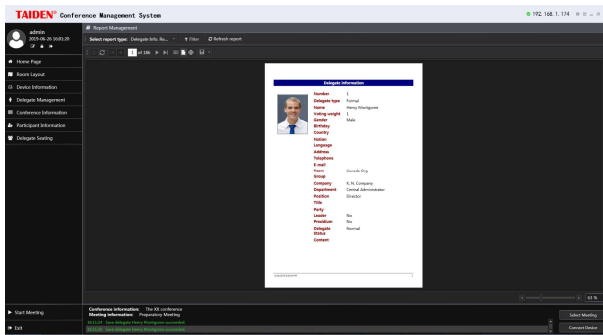 TAIDEN® Conference Management System
192. 168. 1. 174
admin
2019-06-26 16:01:20
Report Management
Select report type: Delegate Info. Re... Filter Refresh report
1 of 186
Home Page
Room Layout
Device Information
Delegate Management
Conference Information
Participant Information
Delegate Seating
Delegate Information
Number 1
Delegate type Formal
Name Henry Montgome
Voting weight 1
Gender Male
Birthday
Country
Nation
Language
Address
Telephone
E-mail
Group
Company K. N. Company
Department Central Administrator
Position Director
Title
Party
Leader No
Presidium No
Delegate Status Normal
Content
1
63 %
Start Meeting
Exit
Conference information: The XX conference
Meeting information: Preparatory Meeting
Select Meeting
Connect Device